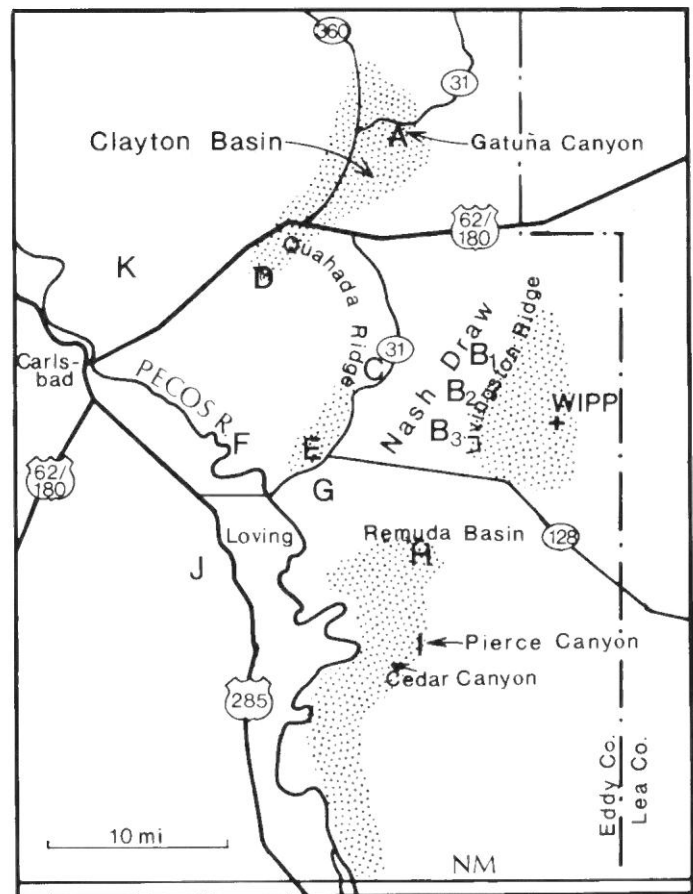 360
31
A
Clayton Basin
Gatuña Canyon
62/
180
K
Quahada Ridge
D
Nash Draw
Livingston Ridge
31
C
B1
B2
B3
WIPP
Carls-
bad
PECOS R.
F
E
G
62/
180
Loving
Remuda Basin
H
128
J
Pierce Canyon
Cedar Canyon
285
Eddy Co.
Lea Co.
10 mi
NM